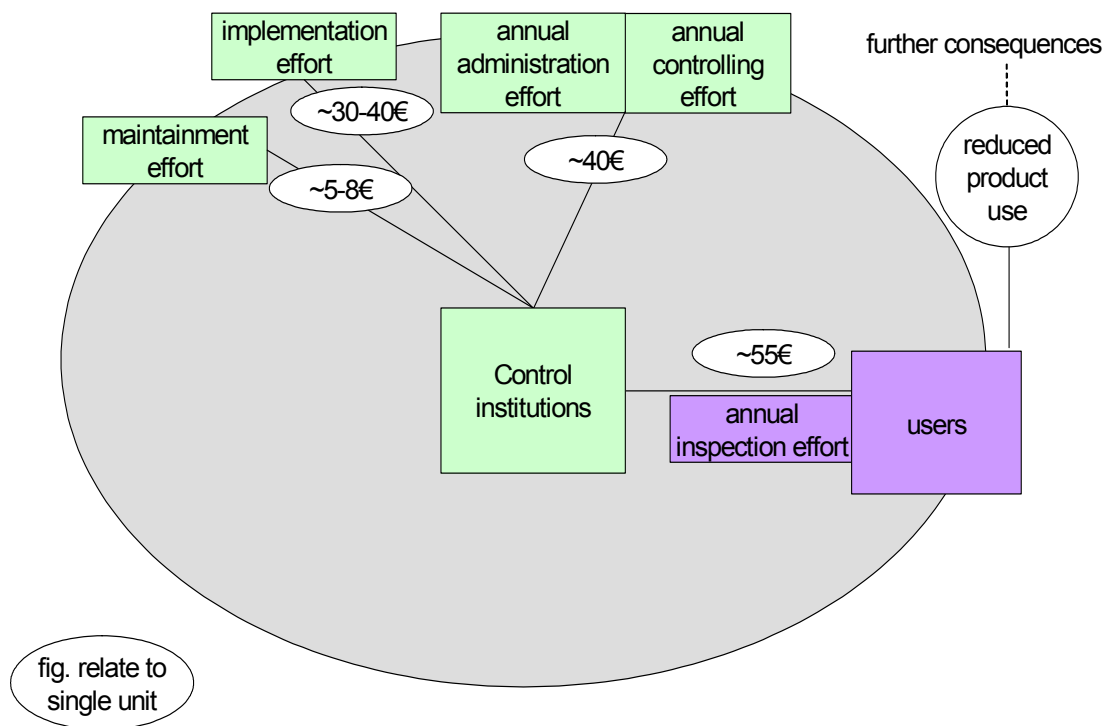 implementation
effort
annual
administration
effort
annual
controlling
effort
further consequences
~30-40€
maintainment
effort
~5-8€
~40€
reduced
product
use
Control
institutions
~55€
annual
inspection effort
users
fig. relate to
single unit